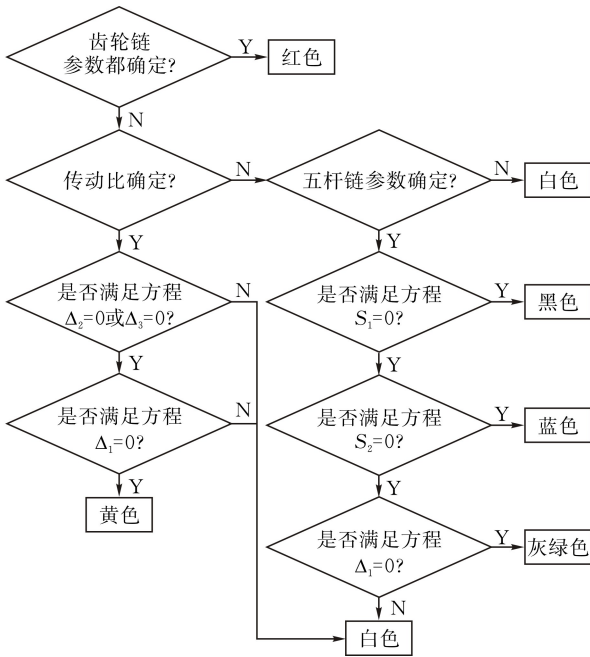 齿轮链
参数都确定?
Y
红色
N
传动比确定?
N
五杆链参数确定?
N
白色
Y
Y
是否满足方程
Δ₂=0或Δ₃=0?
N
是否满足方程
S₁=0?
Y
黑色
Y
Y
是否满足方程
Δ₁=0?
N
是否满足方程
S₂=0?
Y
蓝色
Y
黄色
Y
是否满足方程
Δ₁=0?
Y
灰绿色
N
白色